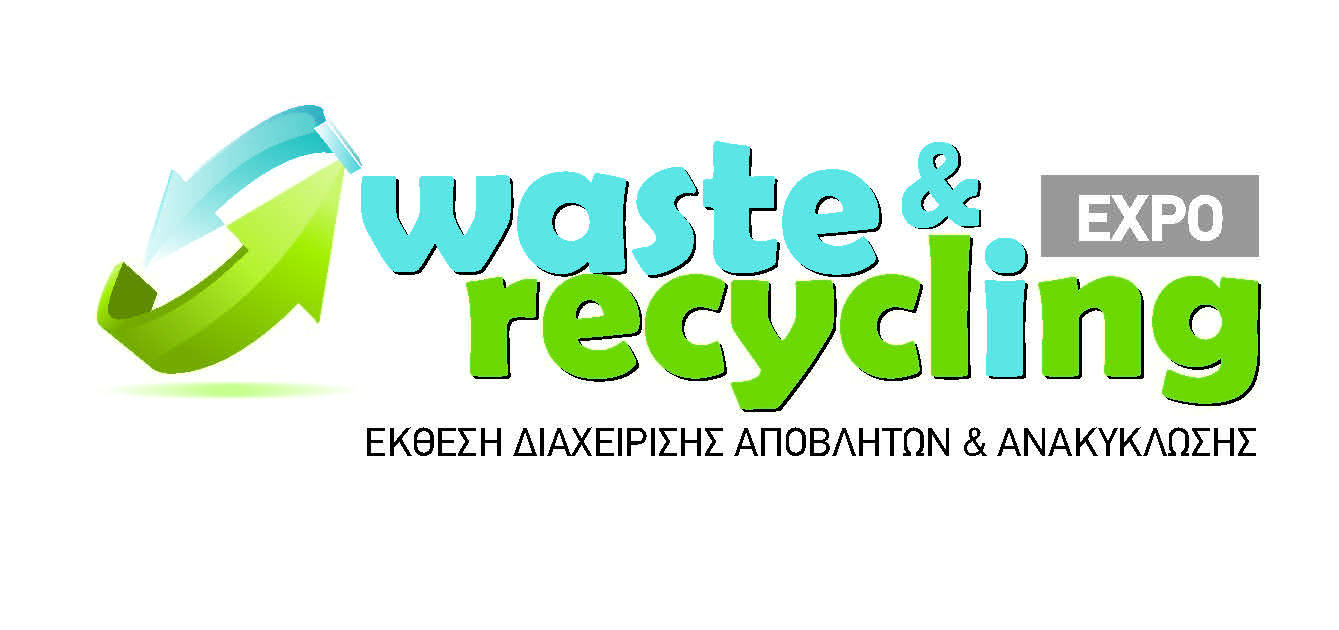 waste &
recycling
EXPO
ΕΚΘΕΣΗ ΔΙΑΧΕΙΡΙΣΗΣ ΑΠΟΒΛΗΤΩΝ & ΑΝΑΚΥΚΛΩΣΗΣ